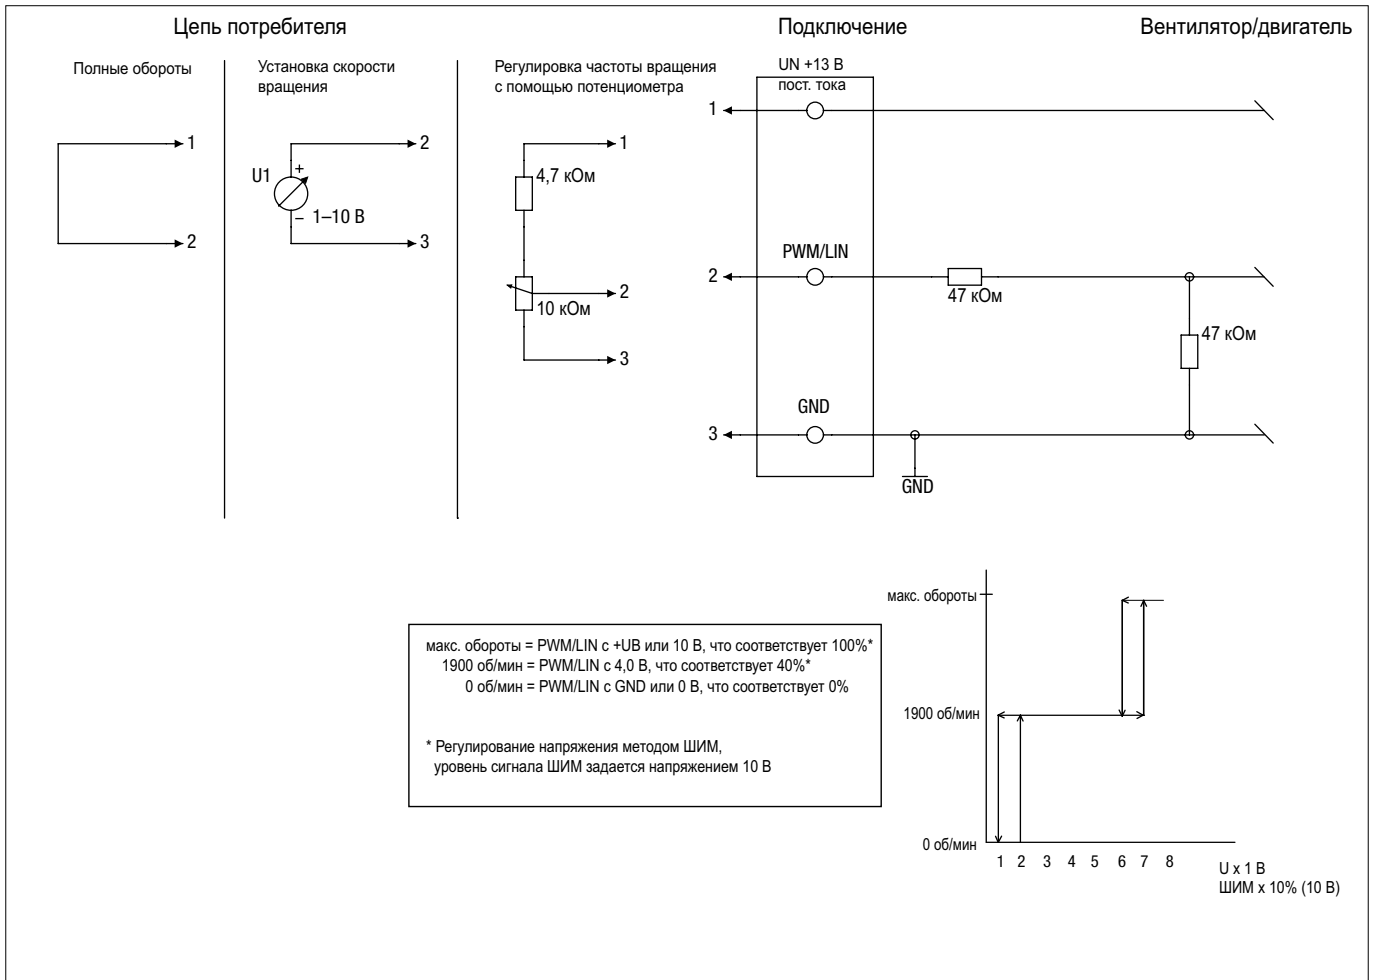 Цепь потребителя
Подключение
Вентилятор/двигатель
Полные обороты
1
2
Установка скорости
вращения
2
U1
+
– 1–10 В
3
Регулировка частоты вращения
с помощью потенциометра
1
4,7 кОм
2
10 кОм
3
UN +13 В
пост. тока
1
PWM/LIN
2
47 кОм
47 кОм
GND
3
GND
макс. обороты = PWM/LIN с +UB или 10 В, что соответствует 100%*
1900 об/мин = PWM/LIN с 4,0 В, что соответствует 40%*
0 об/мин = PWM/LIN с GND или 0 В, что соответствует 0%
* Регулирование напряжения методом ШИМ,
уровень сигнала ШИМ задается напряжением 10 В
макс. обороты
1900 об/мин
0 об/мин
1 2 3 4 5 6 7 8
U x 1 В
ШИМ x 10% (10 В)